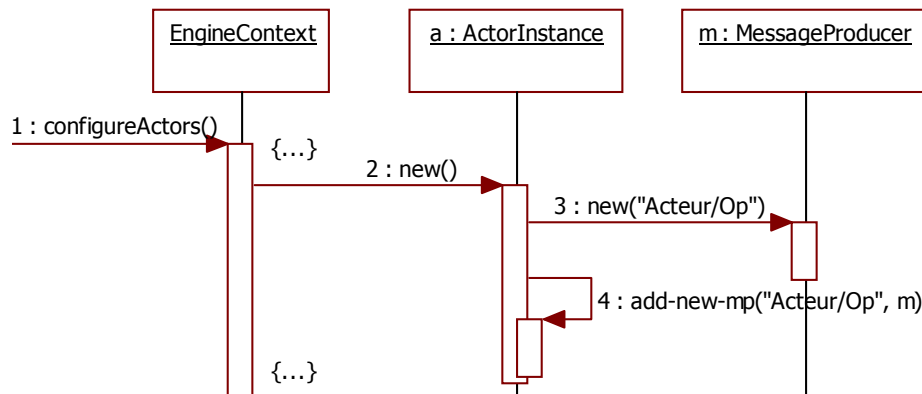 EngineContext
a : ActorInstance
m : MessageProducer
1 : configureActors()
{...}
2 : new()
3 : new("Acteur/Op")
4 : add-new-mp("Acteur/Op", m)
{...}